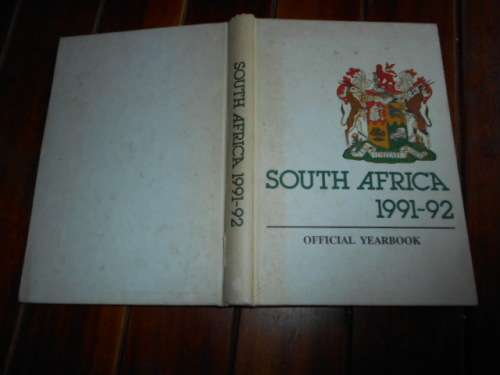 SOUTH AFRICA 1991-92
SOUTH AFRICA
1991-92
OFFICIAL YEARBOOK